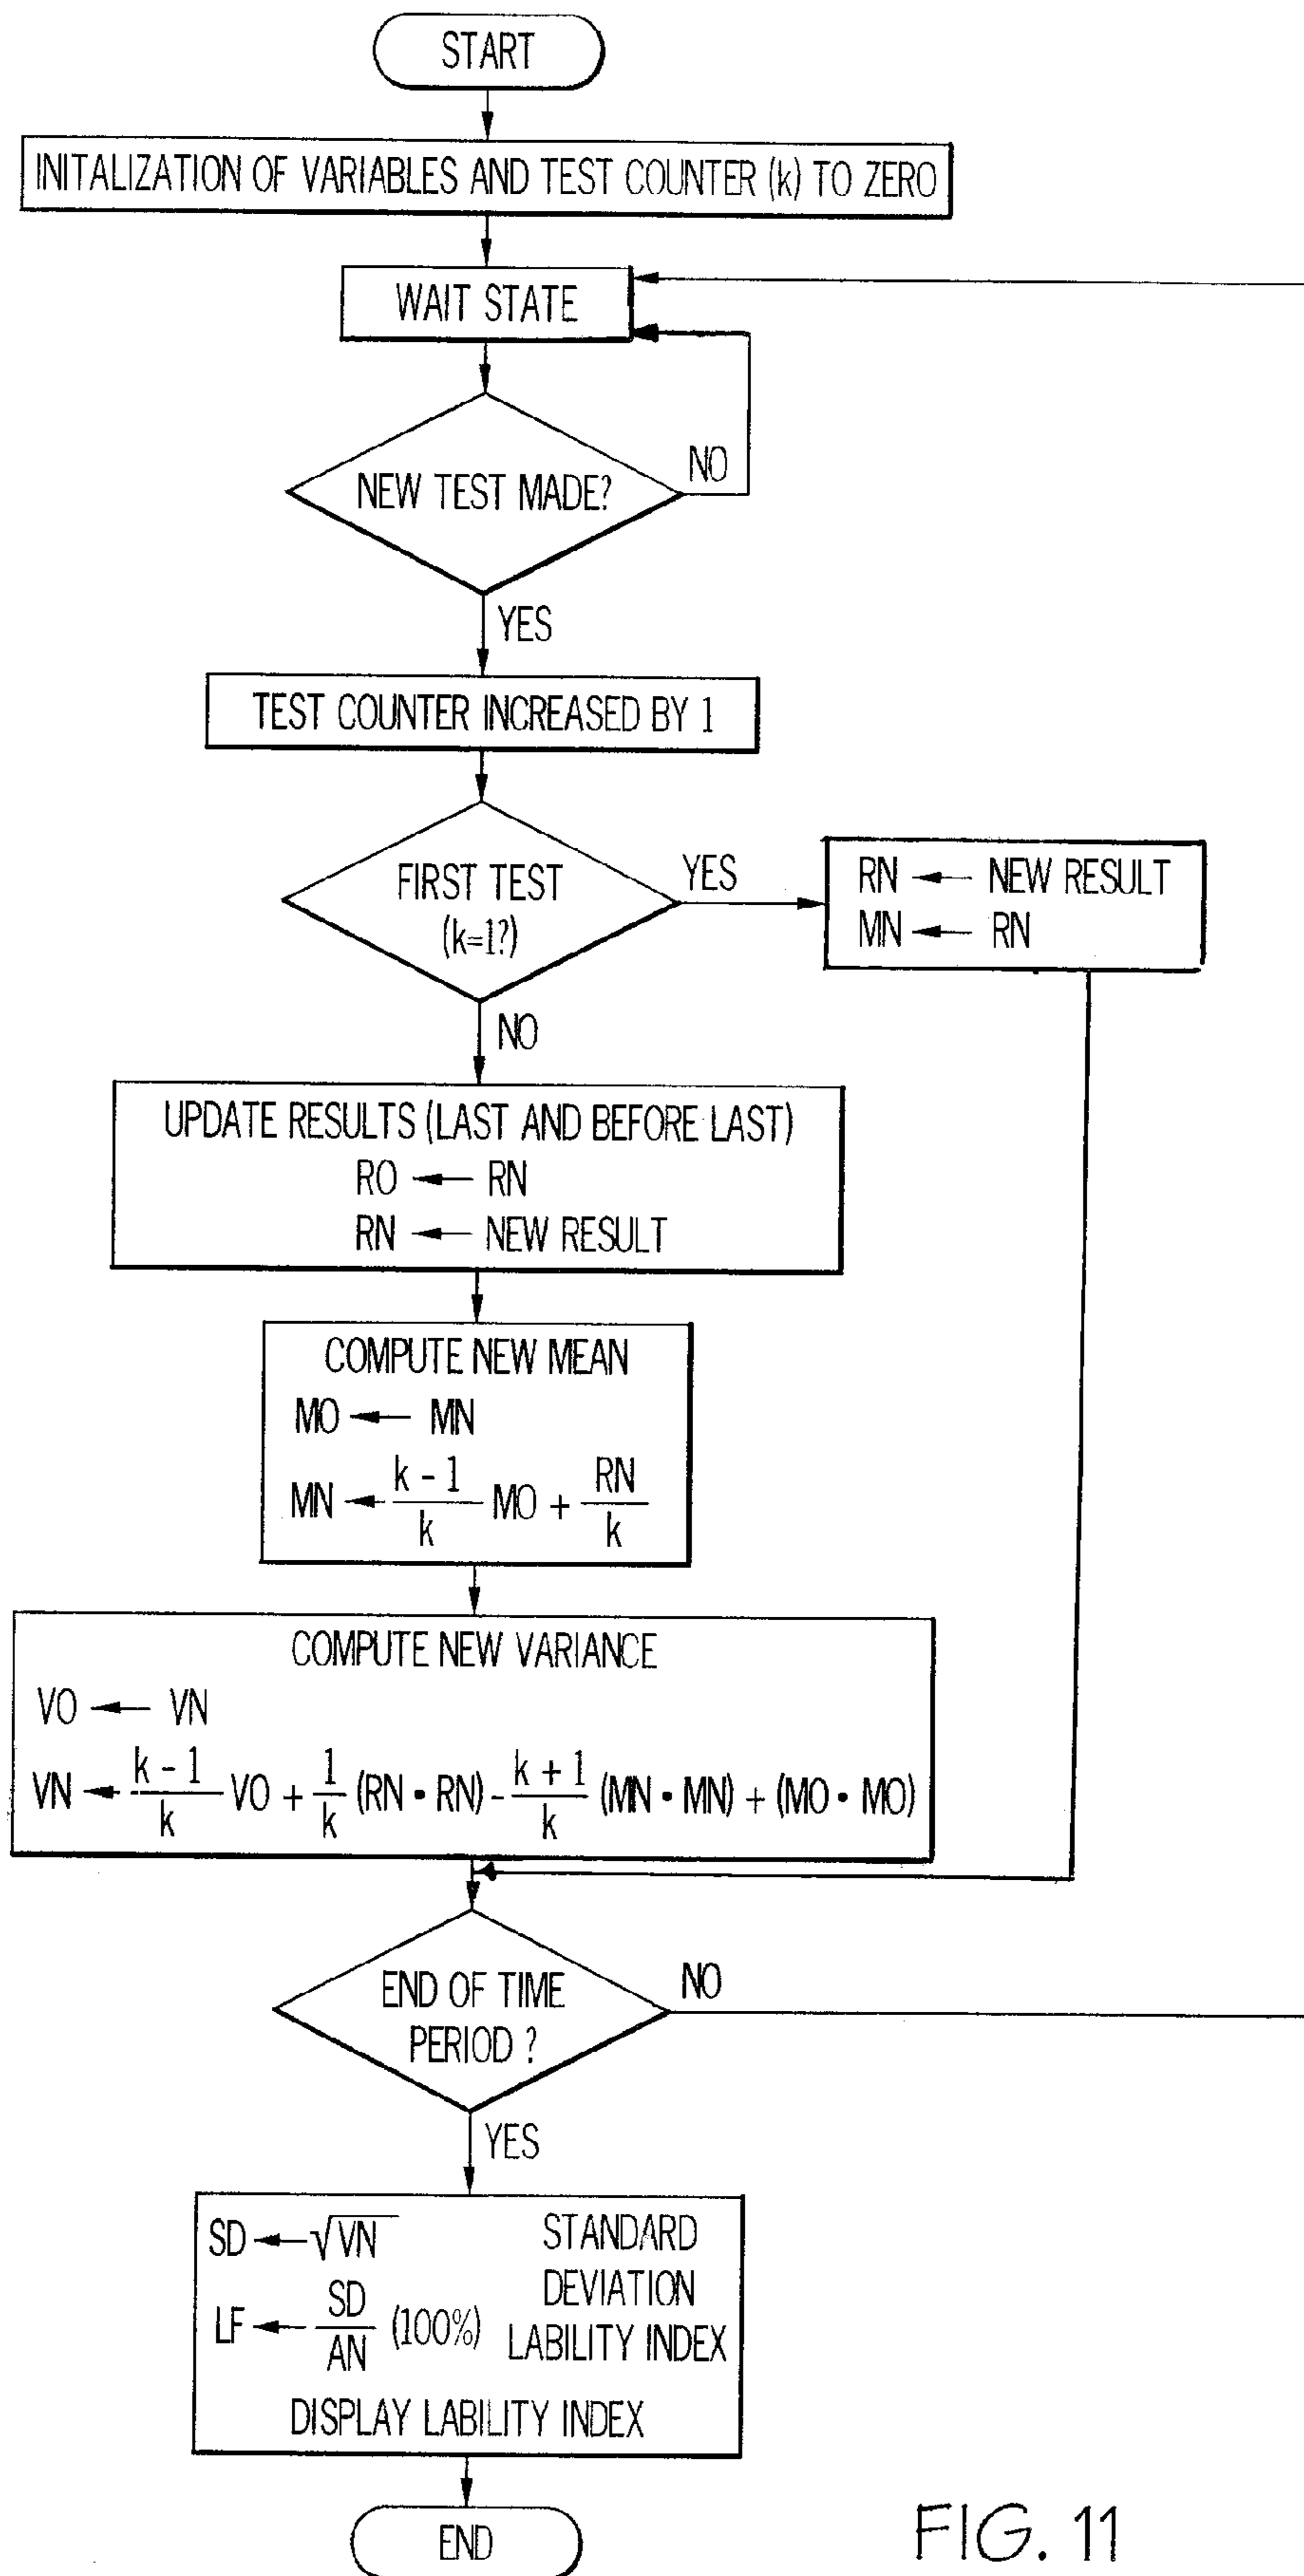 START
INITALIZATION OF VARIABLES AND TEST COUNTER (k) TO ZERO
WAIT STATE
NEW TEST MADE?
NO
YES
TEST COUNTER INCREASED BY 1
FIRST TEST
(k=1?)
YES
RN ← NEW RESULT
MN ← RN
NO
UPDATE RESULTS (LAST AND BEFORE LAST)
RO ← RN
RN ← NEW RESULT
COMPUTE NEW MEAN
MO ← MN
MN ← (k - 1)/k MO + RN/k
COMPUTE NEW VARIANCE
VO ← VN
VN ← (k - 1)/k VO + 1/k (RN • RN) - (k + 1)/k (MN • MN) + (MO • MO)
END OF TIME
PERIOD ?
NO
YES
SD ← √VN STANDARD
DEVIATION
LF ← SD/AN (100%) LABILITY INDEX
DISPLAY LABILITY INDEX
END
FIG. 11